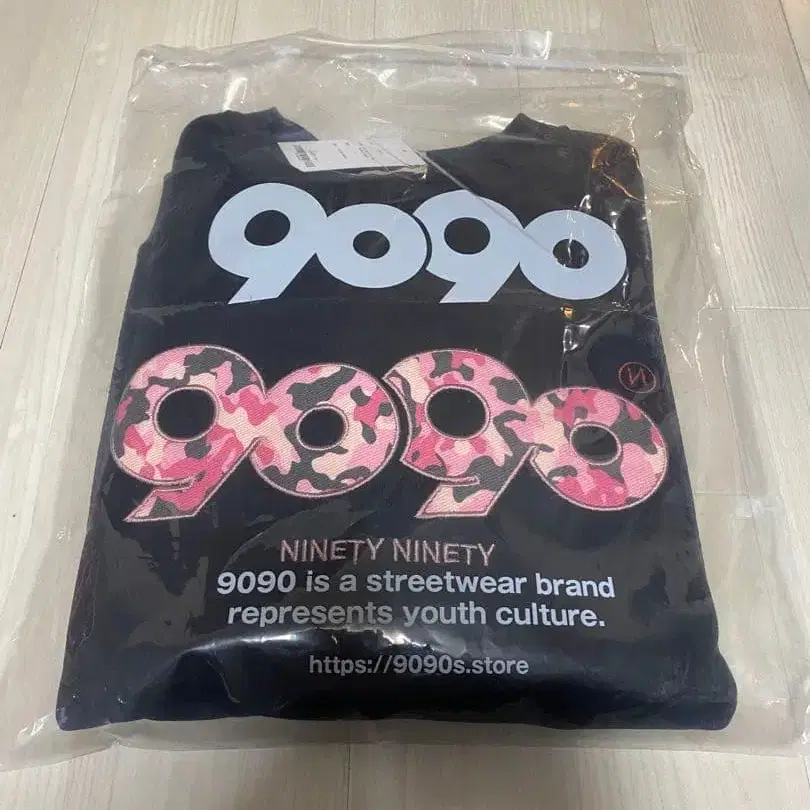 9090
9090
NINETY NINETY
9090 is a streetwear brand
represents youth culture.
https://9090s.store